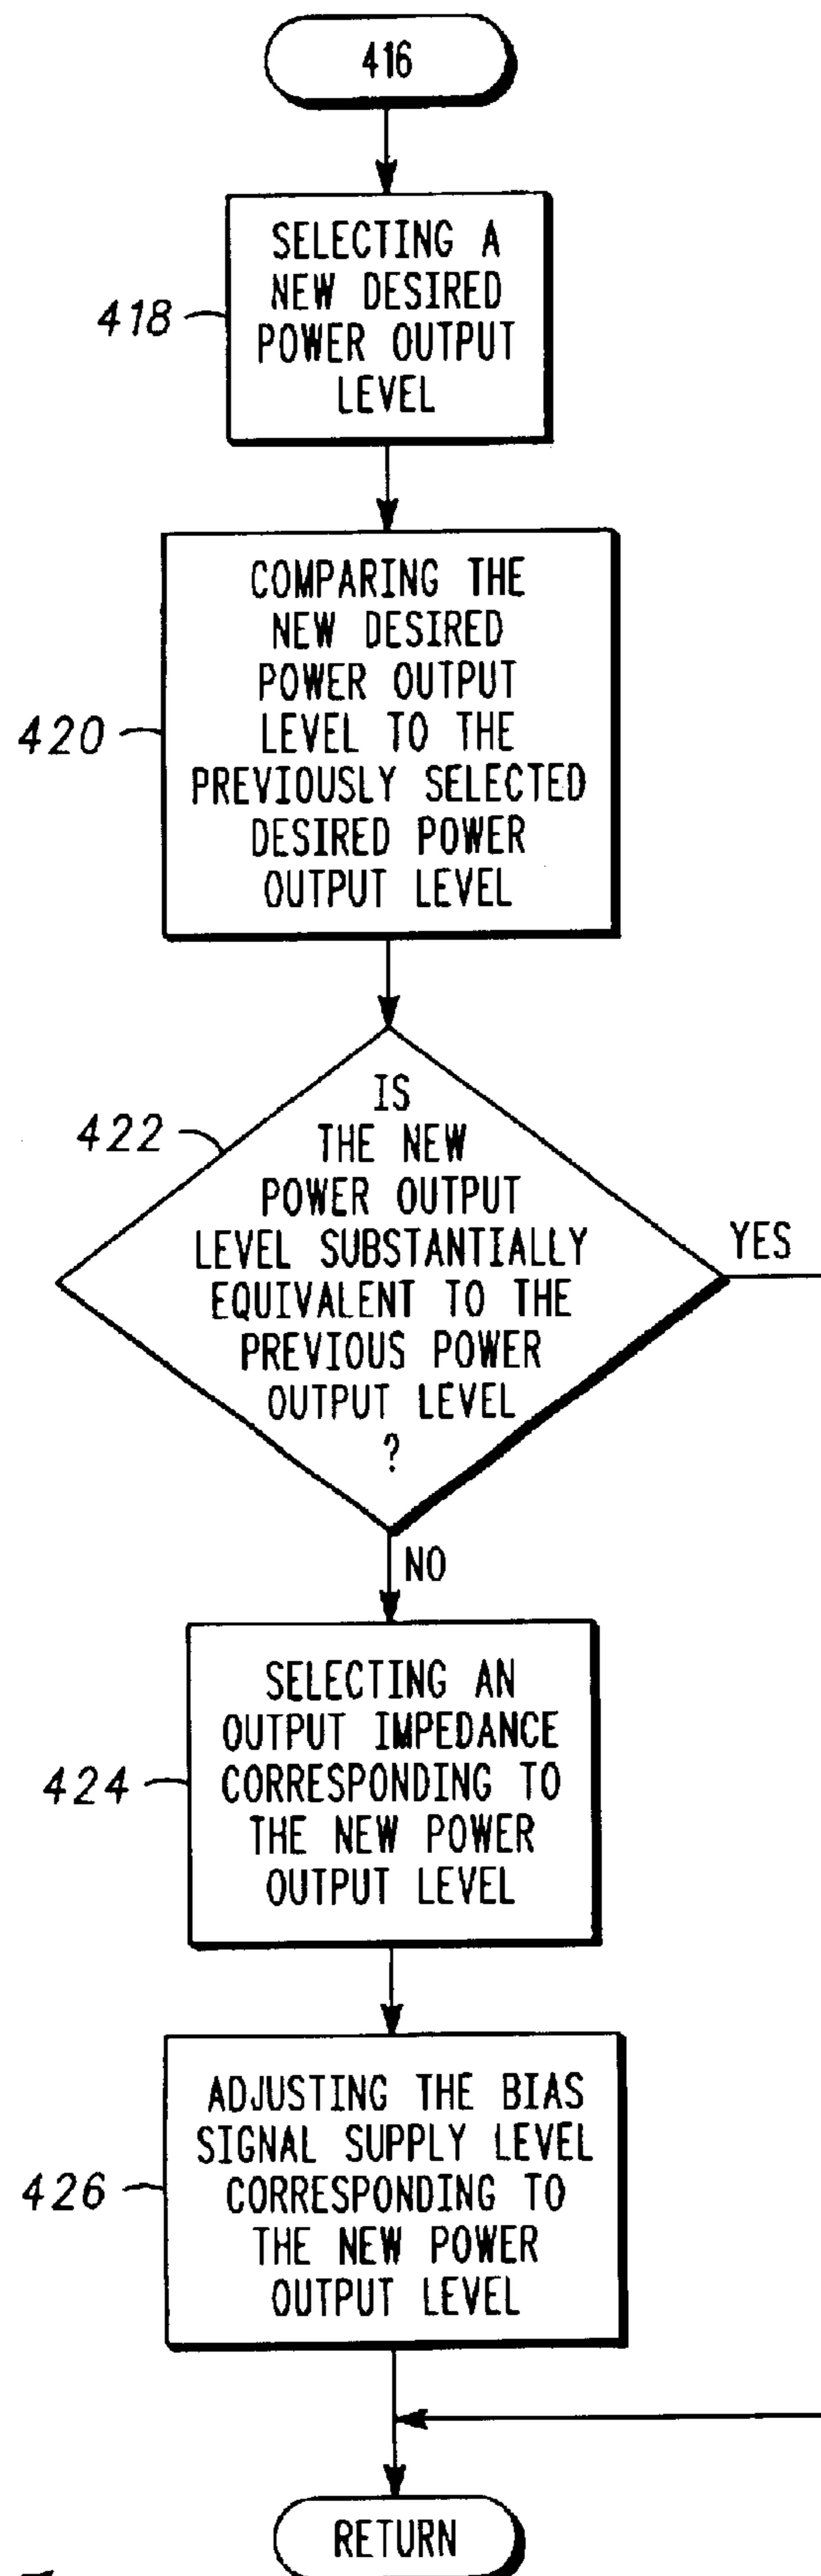 416
418
SELECTING A
NEW DESIRED
POWER OUTPUT
LEVEL
420
COMPARING THE
NEW DESIRED
POWER OUTPUT
LEVEL TO THE
PREVIOUSLY SELECTED
DESIRED POWER
OUTPUT LEVEL
422
IS
THE NEW
POWER OUTPUT
LEVEL SUBSTANTIALLY
EQUIVALENT TO THE
PREVIOUS POWER
OUTPUT LEVEL
?
YES
NO
424
SELECTING AN
OUTPUT IMPEDANCE
CORRESPONDING TO
THE NEW POWER
OUTPUT LEVEL
426
ADJUSTING THE BIAS
SIGNAL SUPPLY LEVEL
CORRESPONDING TO
THE NEW POWER
OUTPUT LEVEL
RETURN